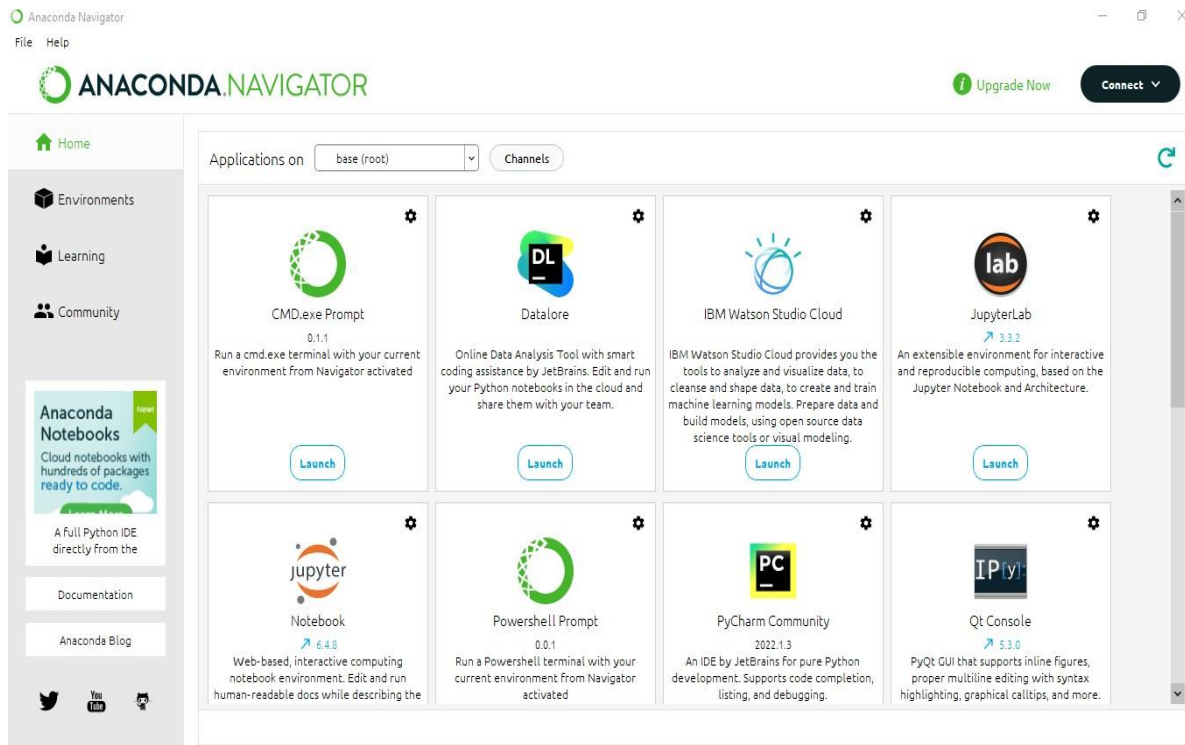 Anaconda Navigator
File Help
ANACONDA.NAVIGATOR
Upgrade Now
Connect
Home
Environments
Learning
Community
Anaconda
Notebooks
New!
Cloud notebooks with
hundreds of packages
ready to code.
Learn More
A full Python IDE
directly from the
Documentation
Anaconda Blog
You
Tube
Applications on base (root) Channels
CMD.exe Prompt
0.1.1
Run a cmd.exe terminal with your current
environment from Navigator activated
Launch
DL
Datalore
Online Data Analysis Tool with smart
coding assistance by JetBrains. Edit and run
your Python notebooks in the cloud and
share them with your team.
Launch
IBM Watson Studio Cloud
IBM Watson Studio Cloud provides you the
tools to analyze and visualize data, to
cleanse and shape data, to create and train
machine learning models. Prepare data and
build models, using open source data
science tools or visual modeling.
Launch
lab
JupyterLab
3.3.2
An extensible environment for interactive
and reproducible computing, based on the
Jupyter Notebook and Architecture.
Launch
jupyter
Notebook
6.4.8
Web-based, interactive computing
notebook environment. Edit and run
human-readable docs while describing the
Powershell Prompt
0.0.1
Run a Powershell terminal with your
current environment from Navigator
activated
PC
PyCharm Community
2022.1.3
An IDE by JetBrains for pure Python
development. Supports code completion,
listing, and debugging.
IP[y]:
Qt Console
5.3.0
PyQt GUI that supports inline figures,
proper multiline editing with syntax
highlighting, graphical calltips, and more.